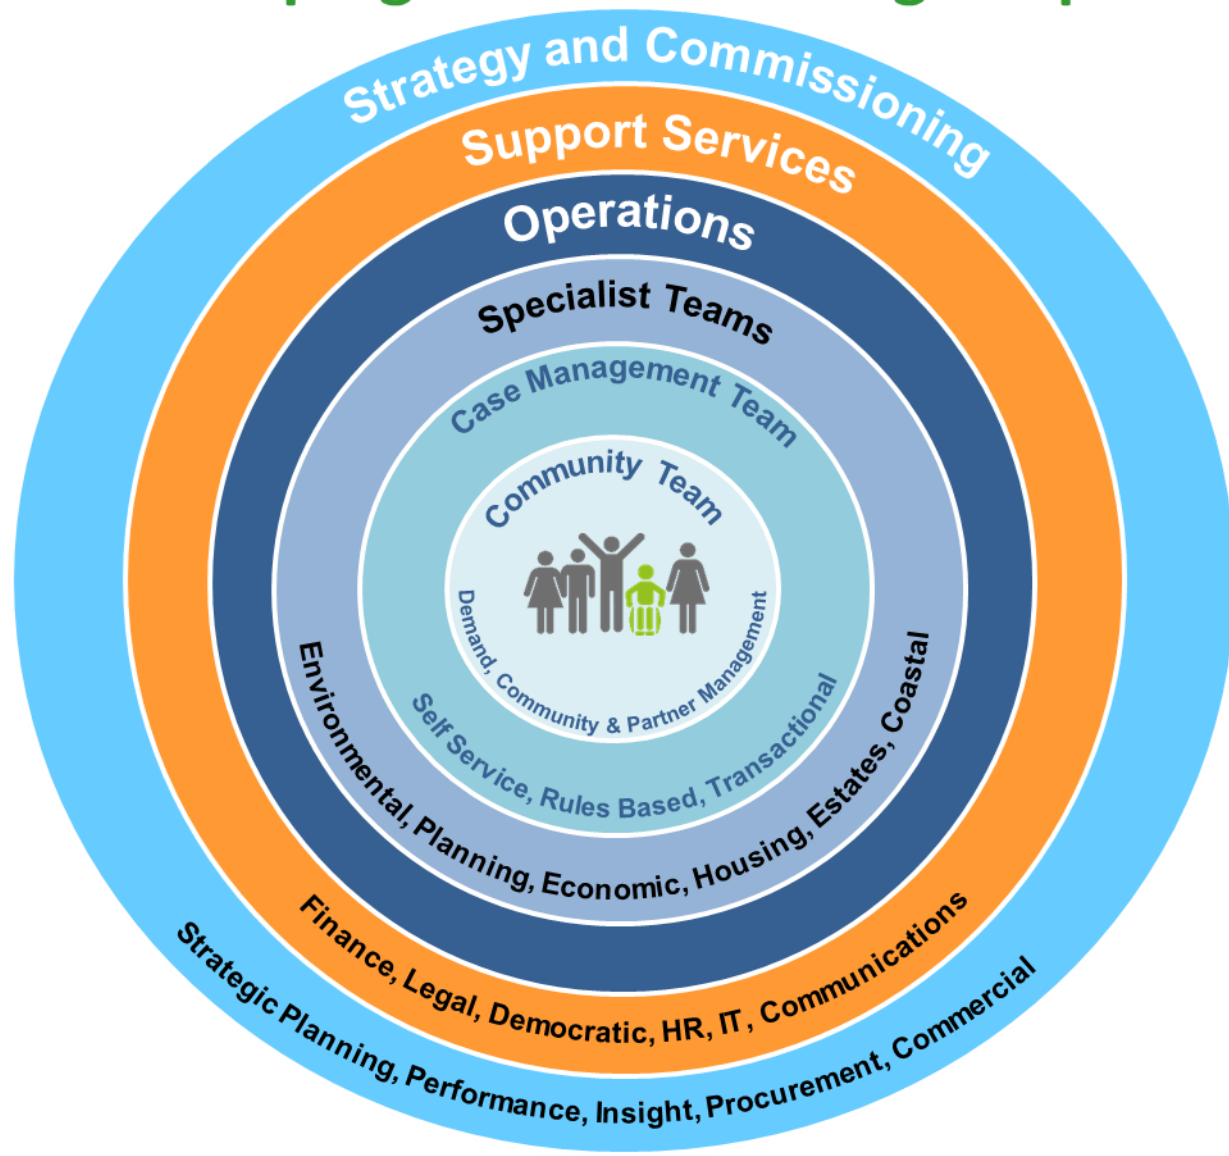 Strategy and Commissioning
Support Services
Operations
Specialist Teams
Case Management Team
Community Team
Demand, Community & Partner Management
Self Service, Rules Based, Transactional
Environmental, Planning, Economic, Housing, Estates, Coastal
Finance, Legal, Democratic, HR, IT, Communications
Strategic Planning, Performance, Insight, Procurement, Commercial